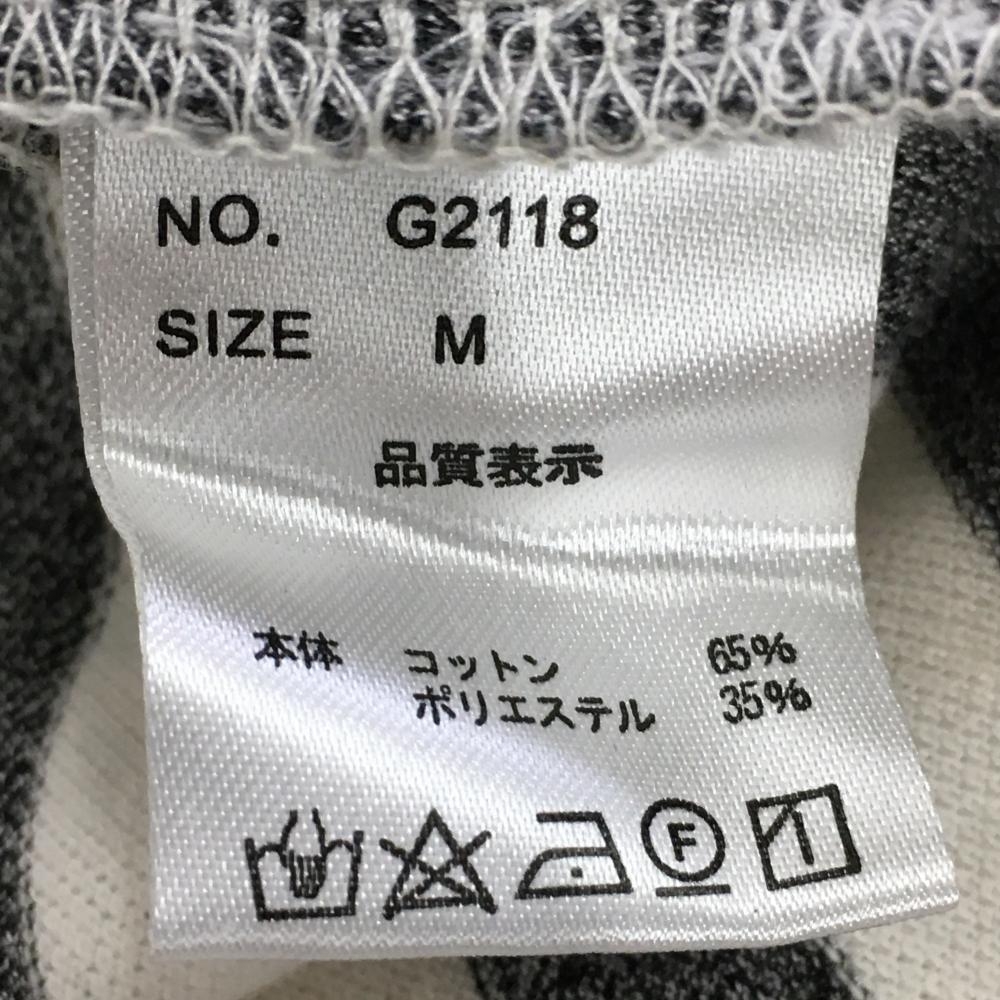 NO. G2118
SIZE M
品質表示
本体 コットン 65%
ポリエステル 35%
F